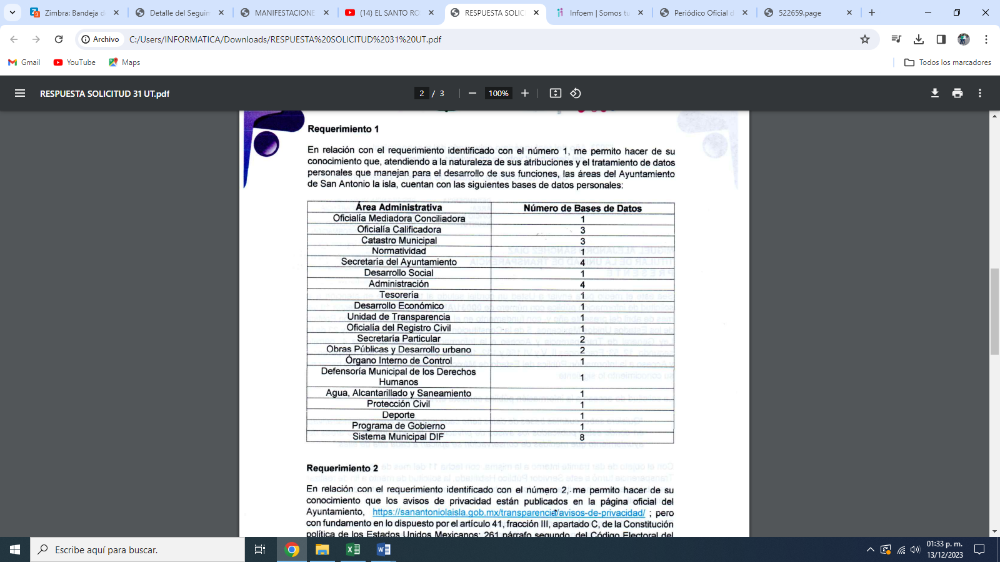 Zimbra: Bandeja d
Detalle del Seguim
MANIFESTACIONE
(14) EL SANTO RO
RESPUESTA SOLIC
Infoem | Somos tu
Periódico Oficial d
522659.page
Archivo
C:/Users/INFORMATICA/Downloads/RESPUESTA%20SOLICITUD%2031%20UT.pdf
Gmail
YouTube
Maps
Todos los marcadores
RESPUESTA SOLICITUD 31 UT.pdf
2 / 3
100%
Requerimiento 1
En relación con el requerimiento identificado con el número 1, me permito hacer de su
conocimiento que, atendiendo a la naturaleza de sus atribuciones y el tratamiento de datos
personales que manejan para el desarrollo de sus funciones, las áreas del Ayuntamiento
de San Antonio la isla, cuentan con las siguientes bases de datos personales:
Área Administrativa Número de Bases de Datos
Oficialía Mediadora Conciliadora 1
Oficialía Calificadora 3
Catastro Municipal 3
Normatividad 1
Secretaría del Ayuntamiento 4
Desarrollo Social 1
Administración 4
Tesorería 1
Desarrollo Económico 1
Unidad de Transparencia 1
Oficialía del Registro Civil 1
Secretaría Particular 2
Obras Públicas y Desarrollo urbano 2
Órgano Interno de Control 1
Defensoría Municipal de los Derechos
Humanos 1
Agua, Alcantarillado y Saneamiento 1
Protección Civil 1
Deporte 1
Programa de Gobierno 1
Sistema Municipal DIF 8
Requerimiento 2
En relación con el requerimiento identificado con el número 2, me permito hacer de su
conocimiento que los avisos de privacidad están publicados en la página oficial del
Ayuntamiento, https://sanantoniolaisla.gob.mx/transparencia/avisos-de-privacidad/ ; pero
con fundamento en lo dispuesto por el artículo 41, fracción III, apartado C, de la Constitución
política de los Estados Unidos Mexicanos; 261 párrafo segundo, del Código Electoral del
Escribe aquí para buscar.
01:33 p. m.
13/12/2023